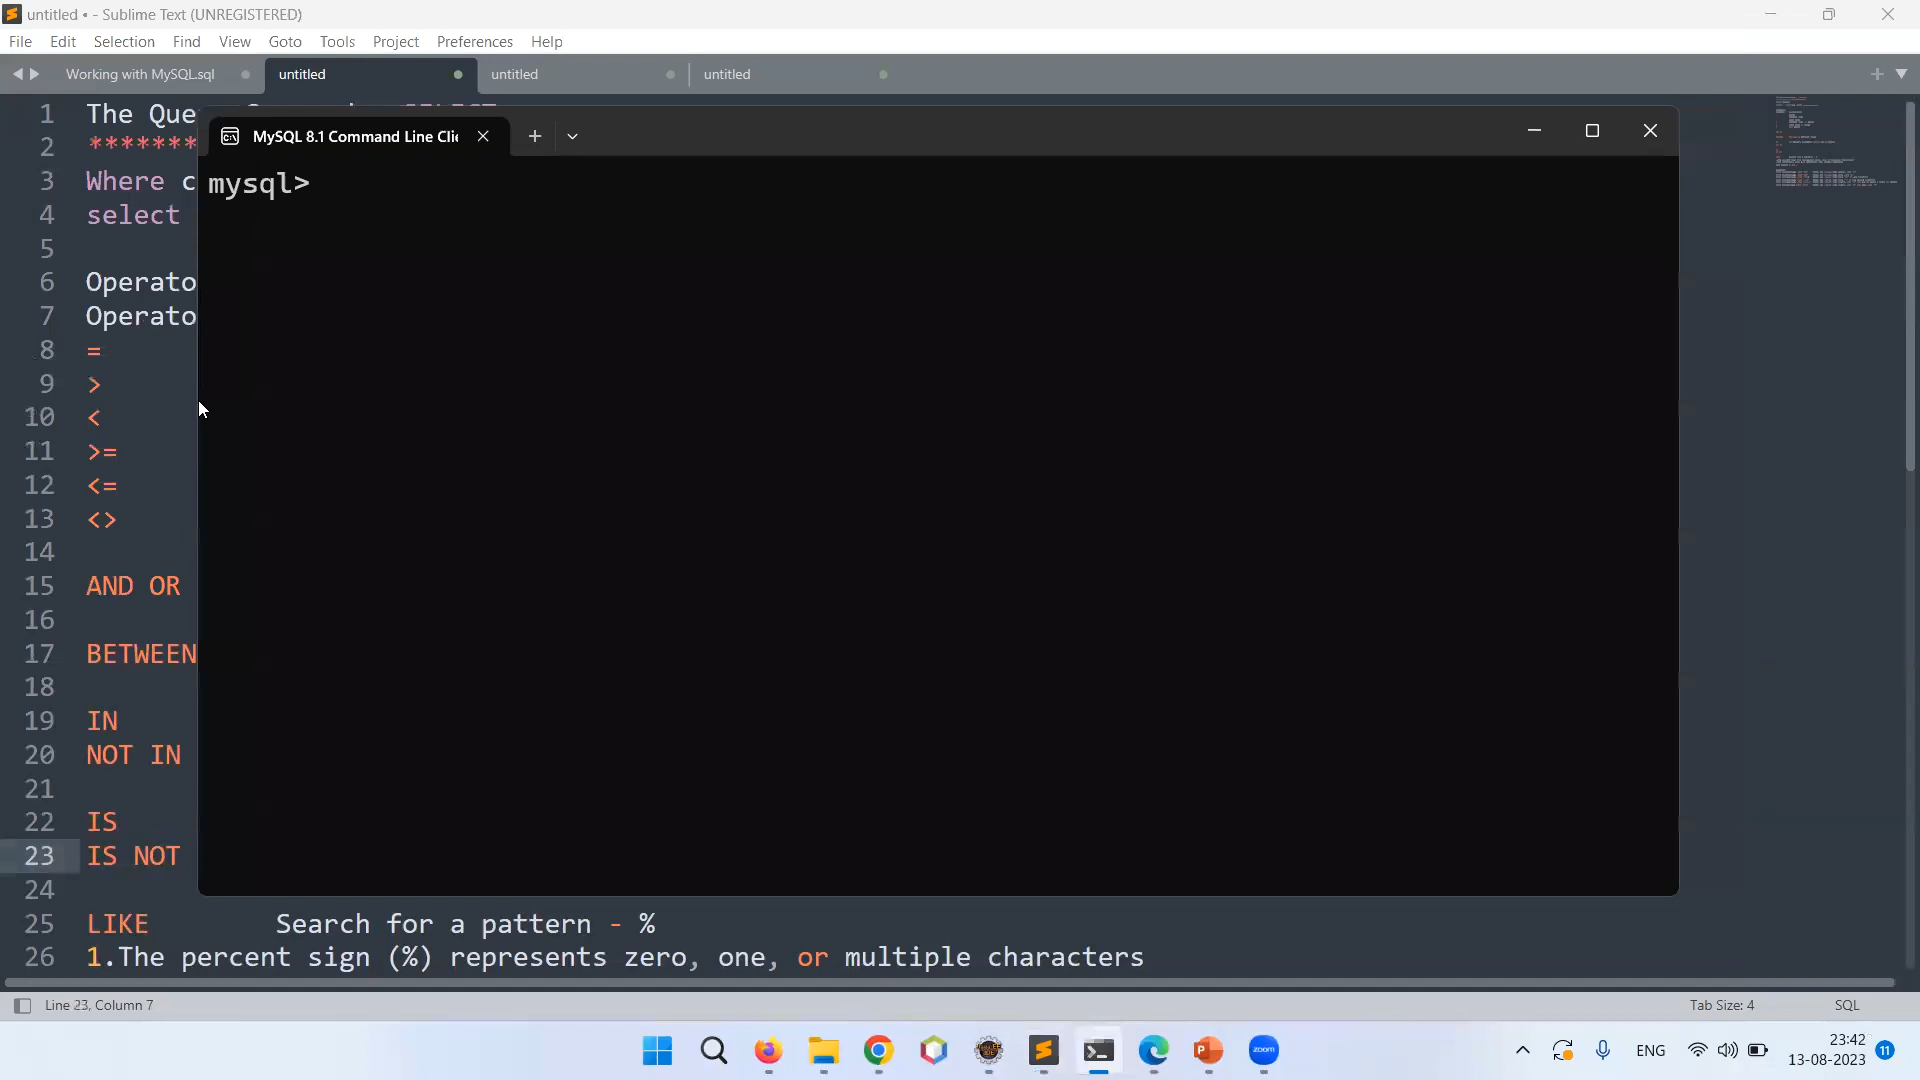 untitled • - Sublime Text (UNREGISTERED)
File Edit Selection Find View Goto Tools Project Preferences Help
Working with MySQL.sql untitled untitled untitled
1 The Que
2 *******
3 Where c
4 select
5
6 Operato
7 Operato
8 =
9 >
10 <
11 >=
12 <=
13 <>
14
15 AND OR
16
17 BETWEEN
18
19 IN
20 NOT IN
21
22 IS
23 IS NOT
24
25 LIKE Search for a pattern - %
26 1.The percent sign (%) represents zero, one, or multiple characters
MySQL 8.1 Command Line Clie
mysql>
Line 23, Column 7
Tab Size: 4 SQL
zoom
ENG
23:42
13-08-2023
11